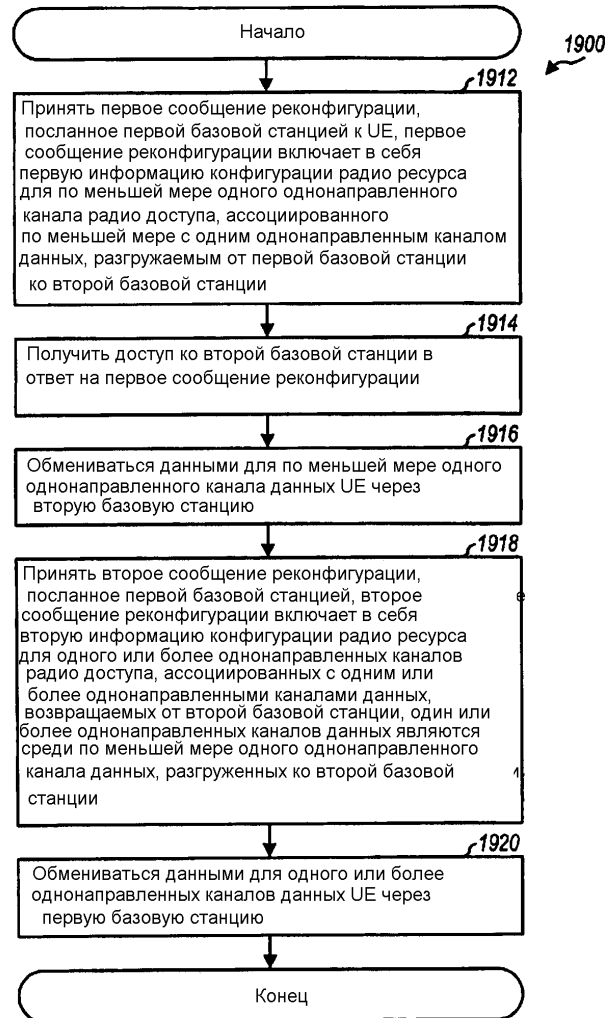 Начало
1900
1912
Принять первое сообщение реконфигурации,
посланное первой базовой станцией к UE, первое
сообщение реконфигурации включает в себя
первую информацию конфигурации радио ресурса
для по меньшей мере одного однонаправленного
канала радио доступа, ассоциированного
по меньшей мере с одним однонаправленным каналом
данных, разгружаемым от первой базовой станции
ко второй базовой станции
1914
Получить доступ ко второй базовой станции в
ответ на первое сообщение реконфигурации
1916
Обмениваться данными для по меньшей мере одного
однонаправленного канала данных UE через
вторую базовую станцию
1918
Принять второе сообщение реконфигурации,
посланное первой базовой станцией, второе
сообщение реконфигурации включает в себя
вторую информацию конфигурации радио ресурса
для одного или более однонаправленных каналов
радио доступа, ассоциированных с одним или
более однонаправленными каналами данных,
возвращаемых от второй базовой станции, один или
более однонаправленных каналов данных являются
среди по меньшей мере одного однонаправленного
канала данных, разгруженных ко второй базовой
станции
1920
Обмениваться данными для одного или более
однонаправленных каналов данных UE через
первую базовую станцию
Конец